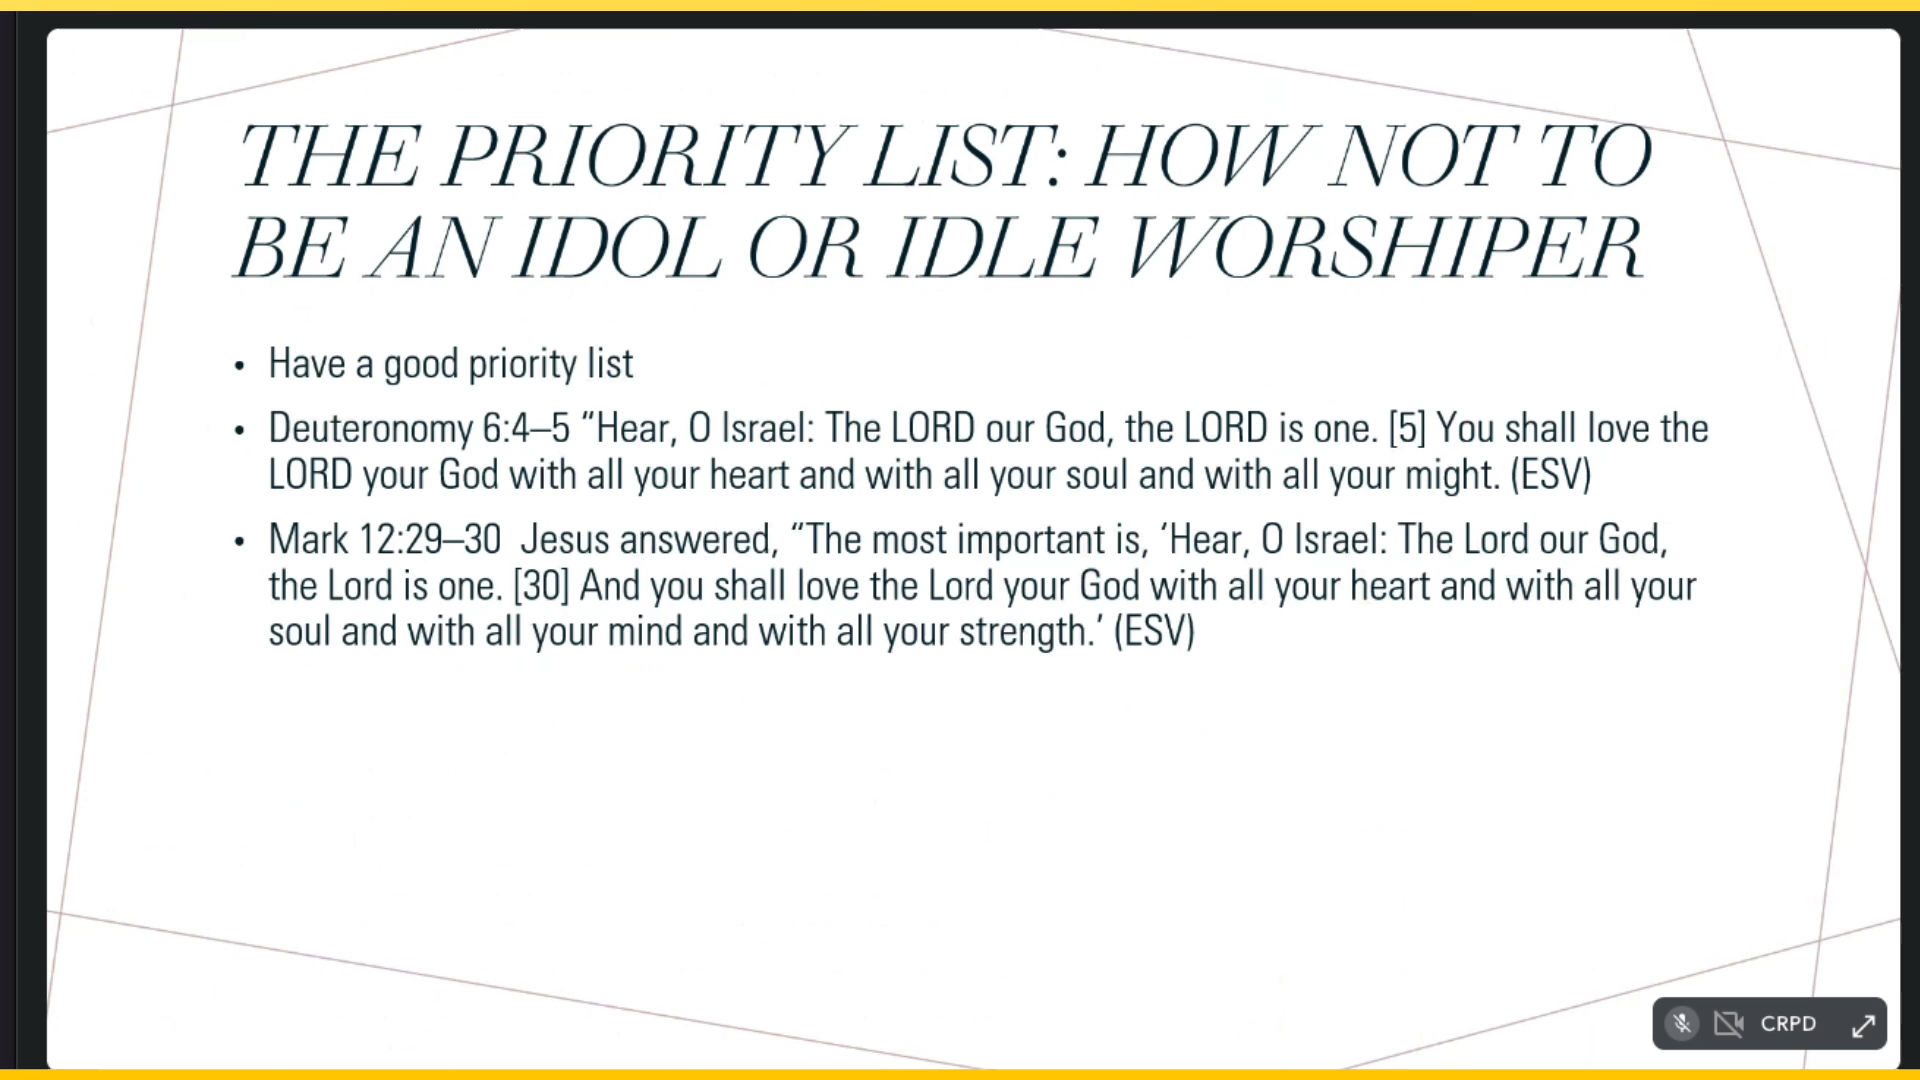 THE PRIORITY LIST: HOW NOT TO
BE AN IDOL OR IDLE WORSHIPER
• Have a good priority list
• Deuteronomy 6:4–5 “Hear, O Israel: The LORD our God, the LORD is one. [5] You shall love the
LORD your God with all your heart and with all your soul and with all your might. (ESV)
• Mark 12:29–30  Jesus answered, “The most important is, ‘Hear, O Israel: The Lord our God,
the Lord is one. [30] And you shall love the Lord your God with all your heart and with all your
soul and with all your mind and with all your strength.’ (ESV)
CRPD